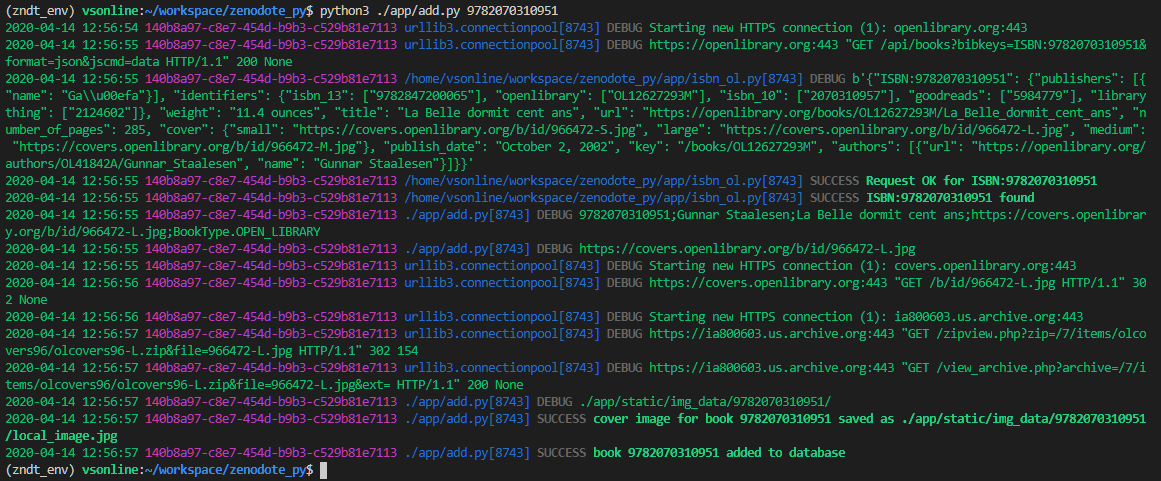 (zndt_env) vsonline:~/workspace/zenodote_py$ python3 ./app/add.py 9782070310951
2020-04-14 12:56:54 140b8a97-c8e7-454d-b9b3-c529b81e7113 urllib3.connectionpool[8743] DEBUG Starting new HTTPS connection (1): openlibrary.org:443
2020-04-14 12:56:55 140b8a97-c8e7-454d-b9b3-c529b81e7113 urllib3.connectionpool[8743] DEBUG https://openlibrary.org:443 "GET /api/books?bibkeys=ISBN:9782070310951&
format=json&jscmd=data HTTP/1.1" 200 None
2020-04-14 12:56:55 140b8a97-c8e7-454d-b9b3-c529b81e7113 /home/vsonline/workspace/zenodote_py/app/isbn_ol.py[8743] DEBUG b'{"ISBN:9782070310951": {"publishers": [{
"name": "Ga\\u00efa"}], "identifiers": {"isbn_13": ["9782847200065"], "openlibrary": ["OL12627293M"], "isbn_10": ["2070310957"], "goodreads": ["5984779"], "library
thing": ["2124602"]}, "weight": "11.4 ounces", "title": "La Belle dormit cent ans", "url": "https://openlibrary.org/books/OL12627293M/La_Belle_dormit_cent_ans", "n
umber_of_pages": 285, "cover": {"small": "https://covers.openlibrary.org/b/id/966472-S.jpg", "large": "https://covers.openlibrary.org/b/id/966472-L.jpg", "medium":
"https://covers.openlibrary.org/b/id/966472-M.jpg"}, "publish_date": "October 2, 2002", "key": "/books/OL12627293M", "authors": [{"url": "https://openlibrary.org/
authors/OL41842A/Gunnar_Staalesen", "name": "Gunnar Staalesen"}]}}'
2020-04-14 12:56:55 140b8a97-c8e7-454d-b9b3-c529b81e7113 /home/vsonline/workspace/zenodote_py/app/isbn_ol.py[8743] SUCCESS Request OK for ISBN:9782070310951
2020-04-14 12:56:55 140b8a97-c8e7-454d-b9b3-c529b81e7113 /home/vsonline/workspace/zenodote_py/app/isbn_ol.py[8743] SUCCESS ISBN:9782070310951 found
2020-04-14 12:56:55 140b8a97-c8e7-454d-b9b3-c529b81e7113 ./app/add.py[8743] DEBUG 9782070310951;Gunnar Staalesen;La Belle dormit cent ans;https://covers.openlibrar
y.org/b/id/966472-L.jpg;BookType.OPEN_LIBRARY
2020-04-14 12:56:55 140b8a97-c8e7-454d-b9b3-c529b81e7113 ./app/add.py[8743] DEBUG https://covers.openlibrary.org/b/id/966472-L.jpg
2020-04-14 12:56:55 140b8a97-c8e7-454d-b9b3-c529b81e7113 urllib3.connectionpool[8743] DEBUG Starting new HTTPS connection (1): covers.openlibrary.org:443
2020-04-14 12:56:56 140b8a97-c8e7-454d-b9b3-c529b81e7113 urllib3.connectionpool[8743] DEBUG https://covers.openlibrary.org:443 "GET /b/id/966472-L.jpg HTTP/1.1" 30
2 None
2020-04-14 12:56:56 140b8a97-c8e7-454d-b9b3-c529b81e7113 urllib3.connectionpool[8743] DEBUG Starting new HTTPS connection (1): ia800603.us.archive.org:443
2020-04-14 12:56:57 140b8a97-c8e7-454d-b9b3-c529b81e7113 urllib3.connectionpool[8743] DEBUG https://ia800603.us.archive.org:443 "GET /zipview.php?zip=/7/items/olco
vers96/olcovers96-L.zip&file=966472-L.jpg HTTP/1.1" 302 154
2020-04-14 12:56:57 140b8a97-c8e7-454d-b9b3-c529b81e7113 urllib3.connectionpool[8743] DEBUG https://ia800603.us.archive.org:443 "GET /view_archive.php?archive=/7/i
tems/olcovers96/olcovers96-L.zip&file=966472-L.jpg&ext= HTTP/1.1" 200 None
2020-04-14 12:56:57 140b8a97-c8e7-454d-b9b3-c529b81e7113 ./app/add.py[8743] DEBUG ./app/static/img_data/9782070310951/
2020-04-14 12:56:57 140b8a97-c8e7-454d-b9b3-c529b81e7113 ./app/add.py[8743] SUCCESS cover image for book 9782070310951 saved as ./app/static/img_data/9782070310951
/local_image.jpg
2020-04-14 12:56:57 140b8a97-c8e7-454d-b9b3-c529b81e7113 ./app/add.py[8743] SUCCESS book 9782070310951 added to database
(zndt_env) vsonline:~/workspace/zenodote_py$